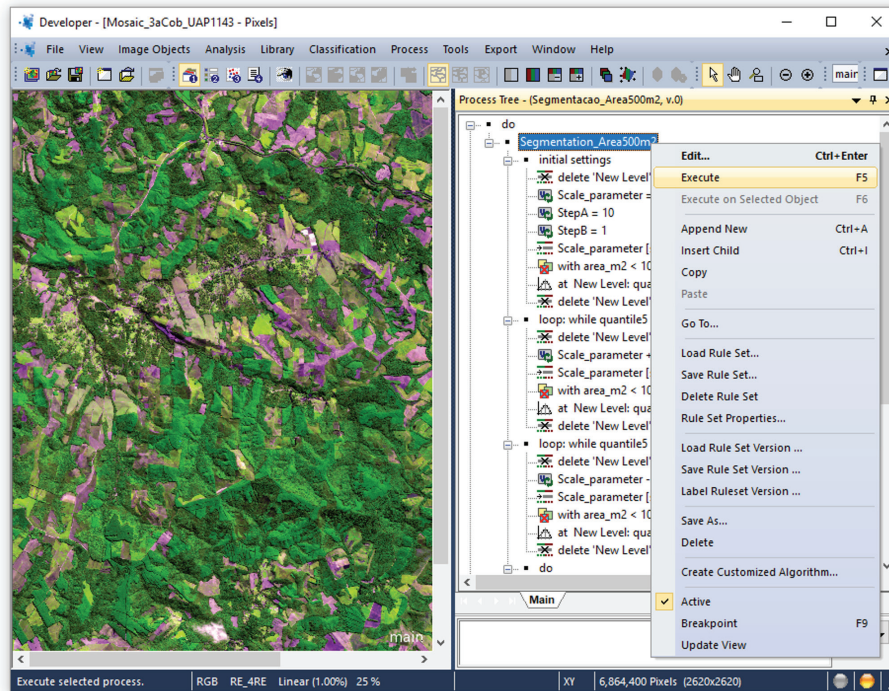 Developer - [Mosaic_3aCob_UAP1143 - Pixels]
File View Image Objects Analysis Library Classification Process Tools Export Window Help
main
Process Tree - (Segmentacao_Area500m2, v.0)
do
Segmentation_Area500m2
initial settings
delete 'New Level'
Scale_parameter =
StepA = 10
StepB = 1
Scale_parameter [
with area_m2 < 10
at New Level: qua
delete 'New Level'
loop: while quantile5
delete 'New Level'
Scale_parameter +
Scale_parameter [
with area_m2 < 10
at New Level: qua
delete 'New Level'
loop: while quantile5
delete 'New Level'
Scale_parameter -
Scale_parameter [
with area_m2 < 10
at New Level: qua
delete 'New Level'
do
Main
Edit... Ctrl+Enter
Execute F5
Execute on Selected Object F6
Append New Ctrl+A
Insert Child Ctrl+I
Copy
Paste
Go To...
Load Rule Set...
Save Rule Set...
Delete Rule Set
Rule Set Properties...
Load Rule Set Version ...
Save Rule Set Version ...
Label Ruleset Version ...
Save As...
Delete
Create Customized Algorithm...
Active
Breakpoint F9
Update View
main
Execute selected process. RGB RE_4RE Linear (1.00%) 25 % XY 6,864,400 Pixels (2620x2620)